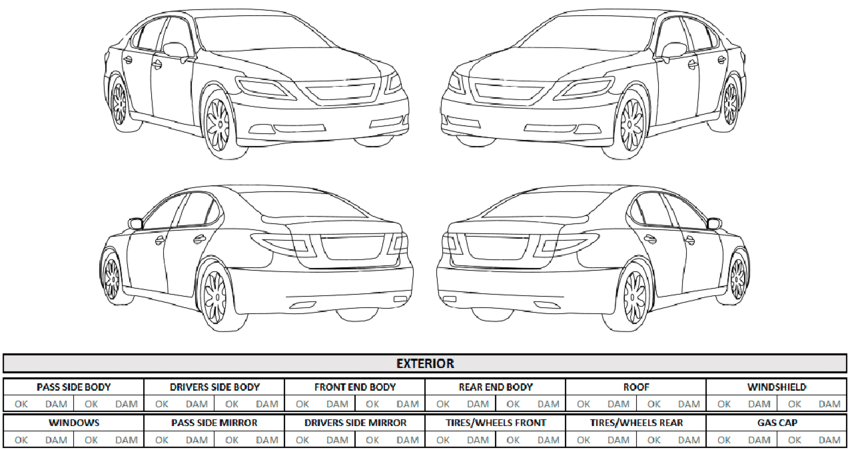 EXTERIOR
PASS SIDE BODY DRIVERS SIDE BODY FRONT END BODY REAR END BODY ROOF WINDSHIELD
OK DAM OK DAM OK DAM OK DAM OK DAM OK DAM OK DAM OK DAM OK DAM OK DAM OK DAM OK DAM
WINDOWS PASS SIDE MIRROR DRIVERS SIDE MIRROR TIRES/WHEELS FRONT TIRES/WHEELS REAR GAS CAP
OK DAM OK DAM OK DAM OK DAM OK DAM OK DAM OK DAM OK DAM OK DAM OK DAM OK DAM OK DAM